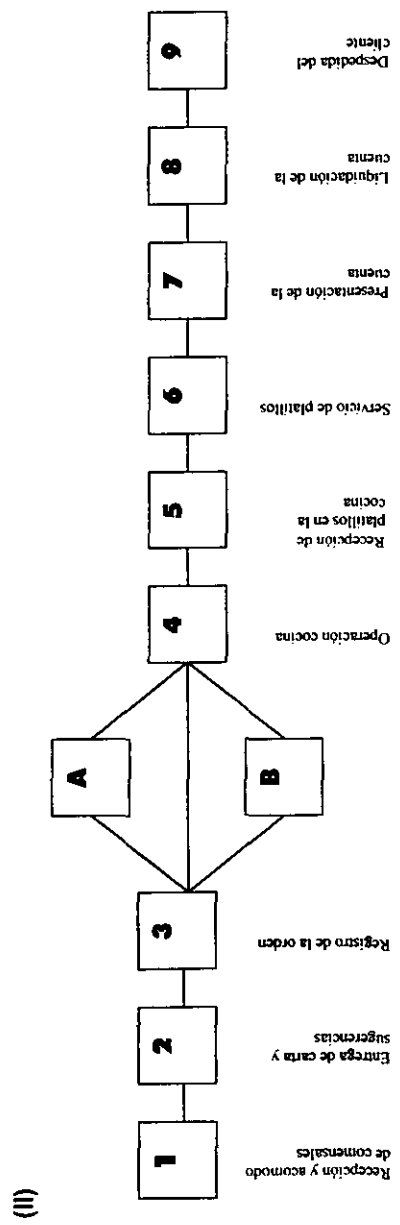 (II)
1
Recepción y acomodo
de comensales
2
Entrega de carta y
sugerencias
3
Registro de la orden
A
B
4
Operación cocina
5
Recepción de
platillos en la
cocina
6
Servicio de platillos
7
Presentación de la
cuenta
8
Liquidación de la
cuenta
9
Despedida del
cliente